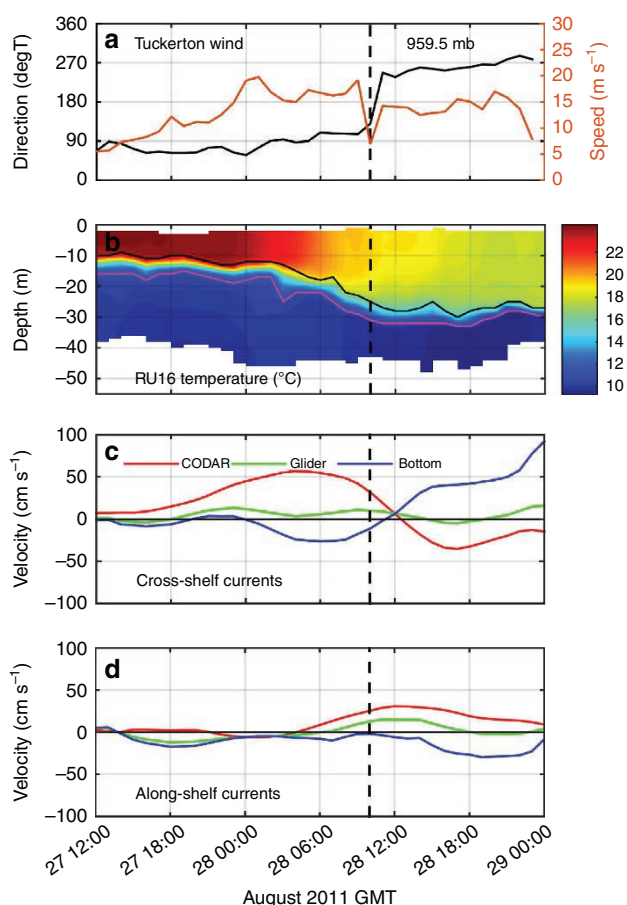 a
Tuckerton wind
959.5 mb
Direction (degT)
360
270
180
90
0
Speed (m s⁻¹)
30
25
20
15
10
5
0
b
RU16 temperature (°C)
Depth (m)
0
−10
−20
−30
−40
−50
22
20
18
16
14
12
10
c
CODAR
Glider
Bottom
Cross-shelf currents
Velocity (cm s⁻¹)
100
50
0
−50
−100
d
Along-shelf currents
Velocity (cm s⁻¹)
100
50
0
−50
−100
27 12:00
27 18:00
28 00:00
28 06:00
28 12:00
28 18:00
29 00:00
August 2011 GMT